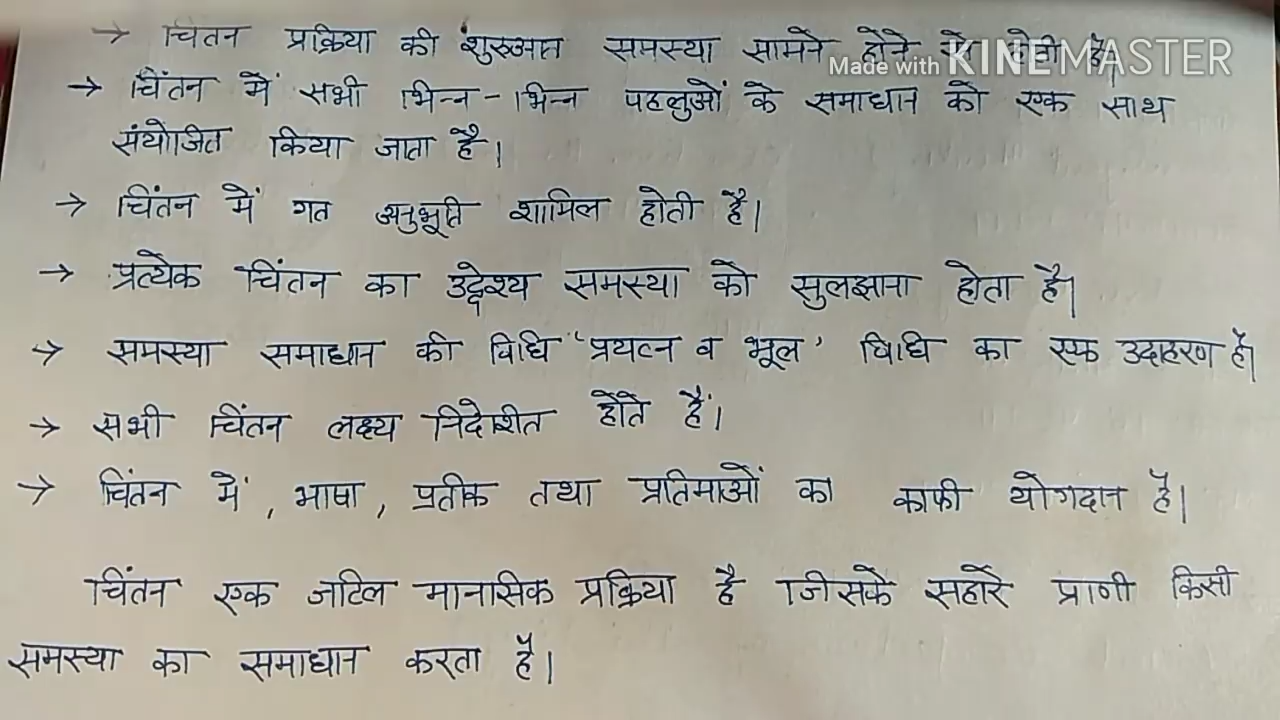 → चिंतन प्रक्रिया की शुरुआत समस्या सामने होने से होती है।
Made with KINEMASTER
→ चिंतन में सभी भिन्न-भिन्न पहलुओं के समाधान को एक साथ
संयोजित किया जाता है।
→ चिंतन में गत अनुभूति शामिल होती है।
→ प्रत्येक चिंतन का उद्देश्य समस्या को सुलझाना होता है।
→ समस्या समाधान की विधि 'प्रयत्न व भूल' विधि का एक उदाहरण है।
→ सभी चिंतन लक्ष्य निदेशित होते हैं।
→ चिंतन में, भाषा, प्रतीक तथा प्रतिमाओं का काफी योगदान है।
चिंतन एक जटिल मानसिक प्रक्रिया है जिसके सहारे प्राणी किसी
समस्या का समाधान करता है।